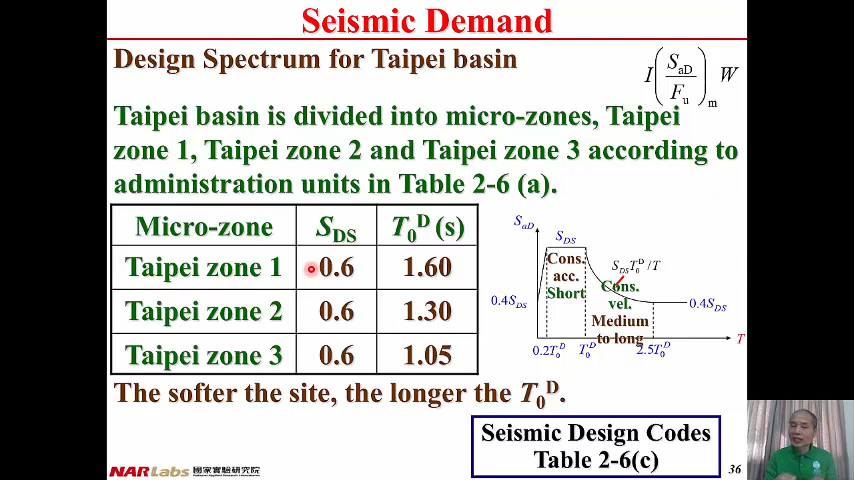 Seismic Demand
Design Spectrum for Taipei basin
I(SaD/Fu)m W
Taipei basin is divided into micro-zones, Taipei
zone 1, Taipei zone 2 and Taipei zone 3 according to
administration units in Table 2-6 (a).
Micro-zone SDS T0D (s)
Taipei zone 1 0.6 1.60
Taipei zone 2 0.6 1.30
Taipei zone 3 0.6 1.05
SaD
SDS
Cons.
acc.
Short
SDST0D/T
Cons.
vel.
Medium
to long
0.4SDS
0.4SDS
0.2T0D T0D 2.5T0D T
The softer the site, the longer the T0D.
Seismic Design Codes
Table 2-6(c)
NARLabs 國家實驗研究院
36